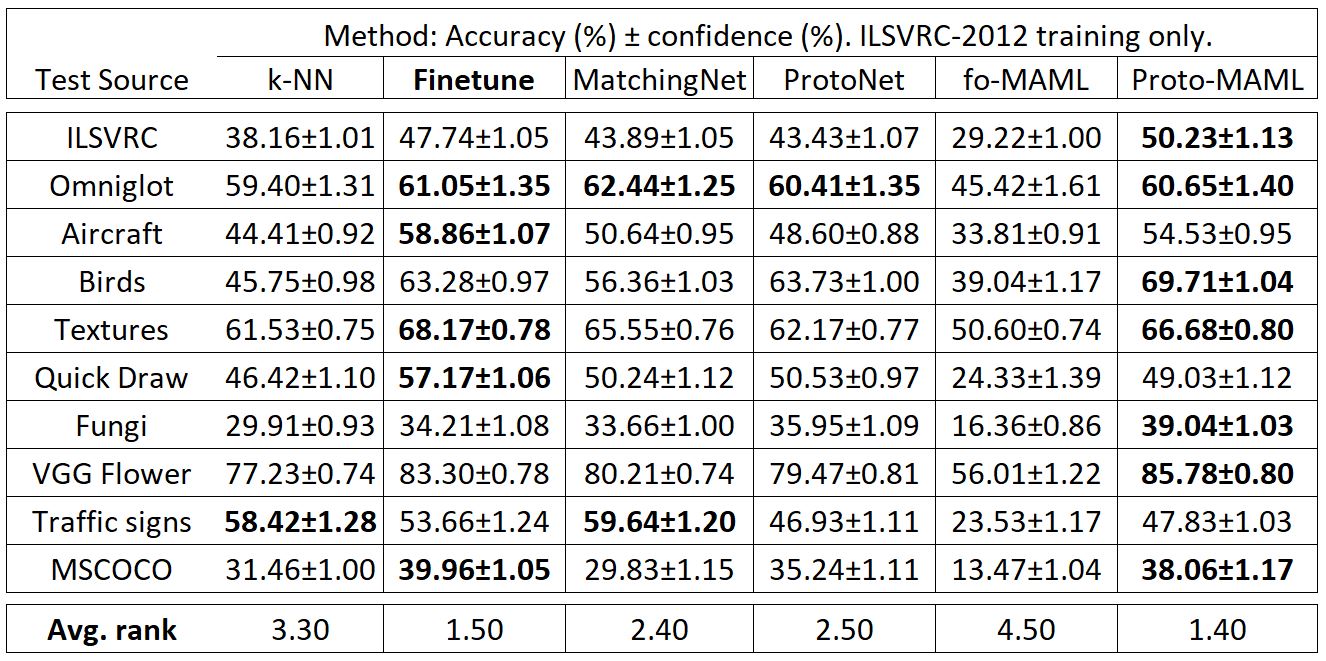 Method: Accuracy (%) ± confidence (%). ILSVRC-2012 training only.
Test Source k-NN Finetune MatchingNet ProtoNet fo-MAML Proto-MAML
ILSVRC 38.16±1.01 47.74±1.05 43.89±1.05 43.43±1.07 29.22±1.00 50.23±1.13
Omniglot 59.40±1.31 61.05±1.35 62.44±1.25 60.41±1.35 45.42±1.61 60.65±1.40
Aircraft 44.41±0.92 58.86±1.07 50.64±0.95 48.60±0.88 33.81±0.91 54.53±0.95
Birds 45.75±0.98 63.28±0.97 56.36±1.03 63.73±1.00 39.04±1.17 69.71±1.04
Textures 61.53±0.75 68.17±0.78 65.55±0.76 62.17±0.77 50.60±0.74 66.68±0.80
Quick Draw 46.42±1.10 57.17±1.06 50.24±1.12 50.53±0.97 24.33±1.39 49.03±1.12
Fungi 29.91±0.93 34.21±1.08 33.66±1.00 35.95±1.09 16.36±0.86 39.04±1.03
VGG Flower 77.23±0.74 83.30±0.78 80.21±0.74 79.47±0.81 56.01±1.22 85.78±0.80
Traffic signs 58.42±1.28 53.66±1.24 59.64±1.20 46.93±1.11 23.53±1.17 47.83±1.03
MSCOCO 31.46±1.00 39.96±1.05 29.83±1.15 35.24±1.11 13.47±1.04 38.06±1.17
Avg. rank 3.30 1.50 2.40 2.50 4.50 1.40